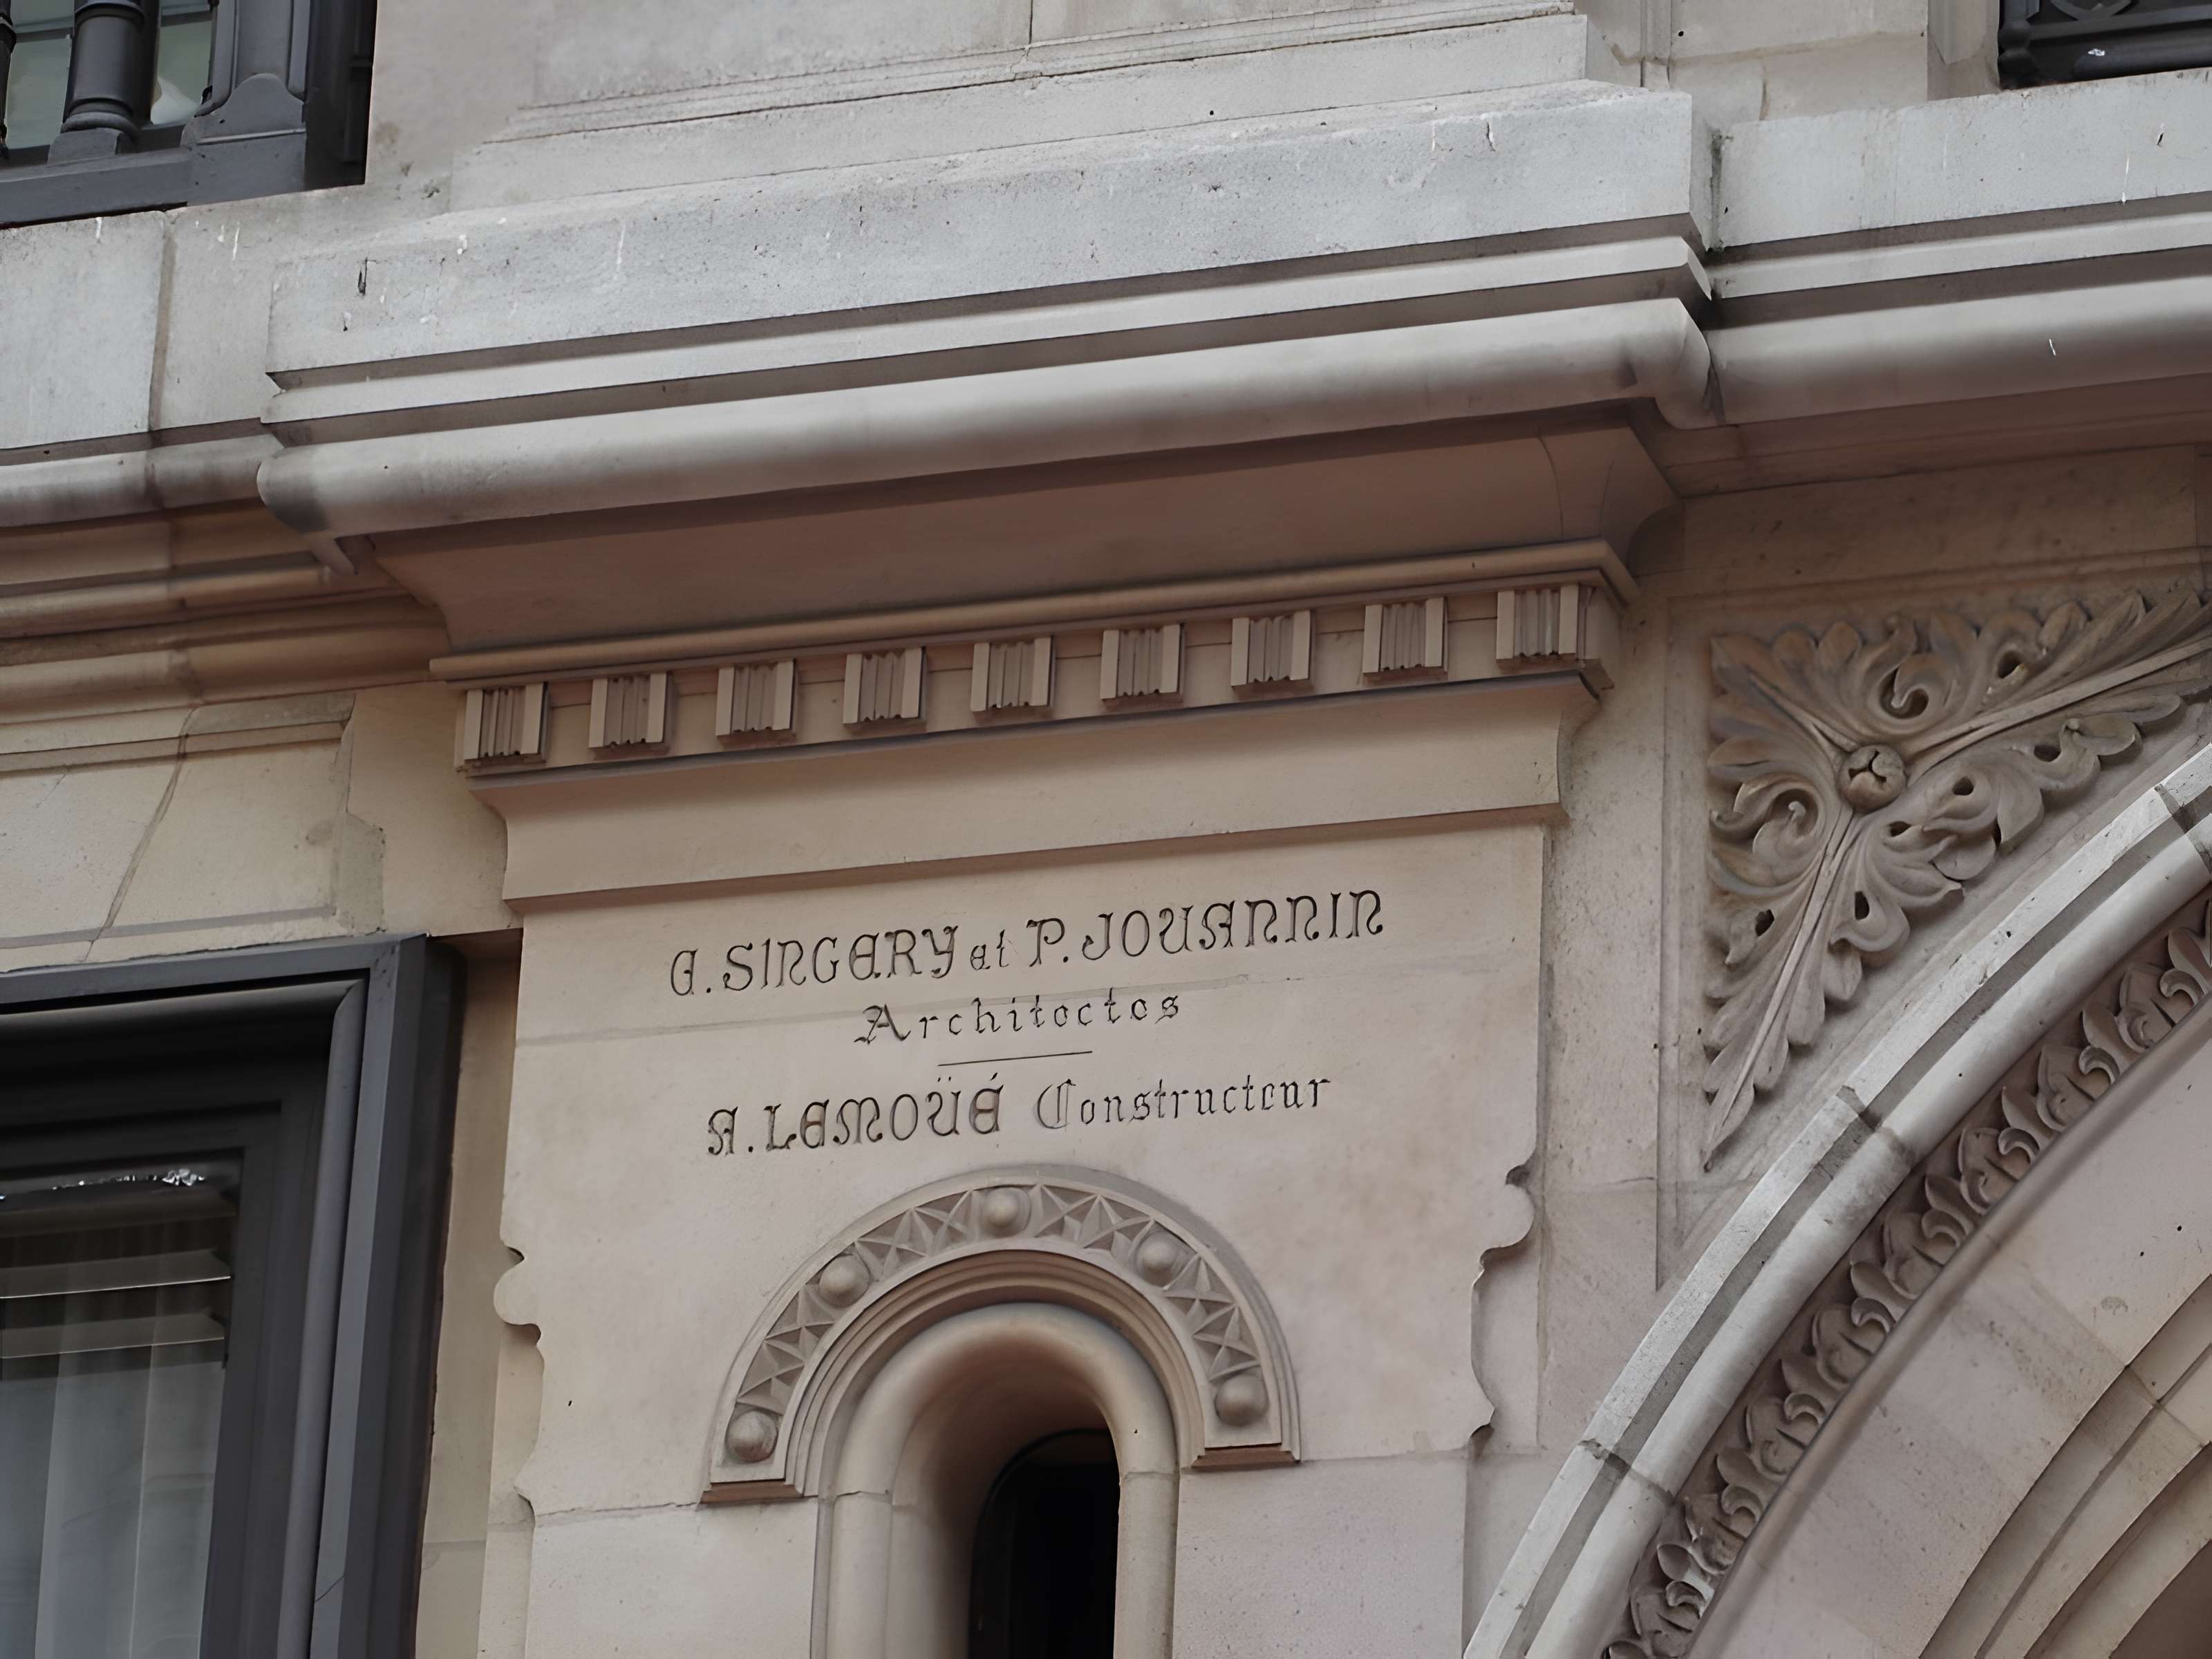 E. SINGERY et P. JOUANNIN
Architectes
A. LEMOÜÉ Constructeur